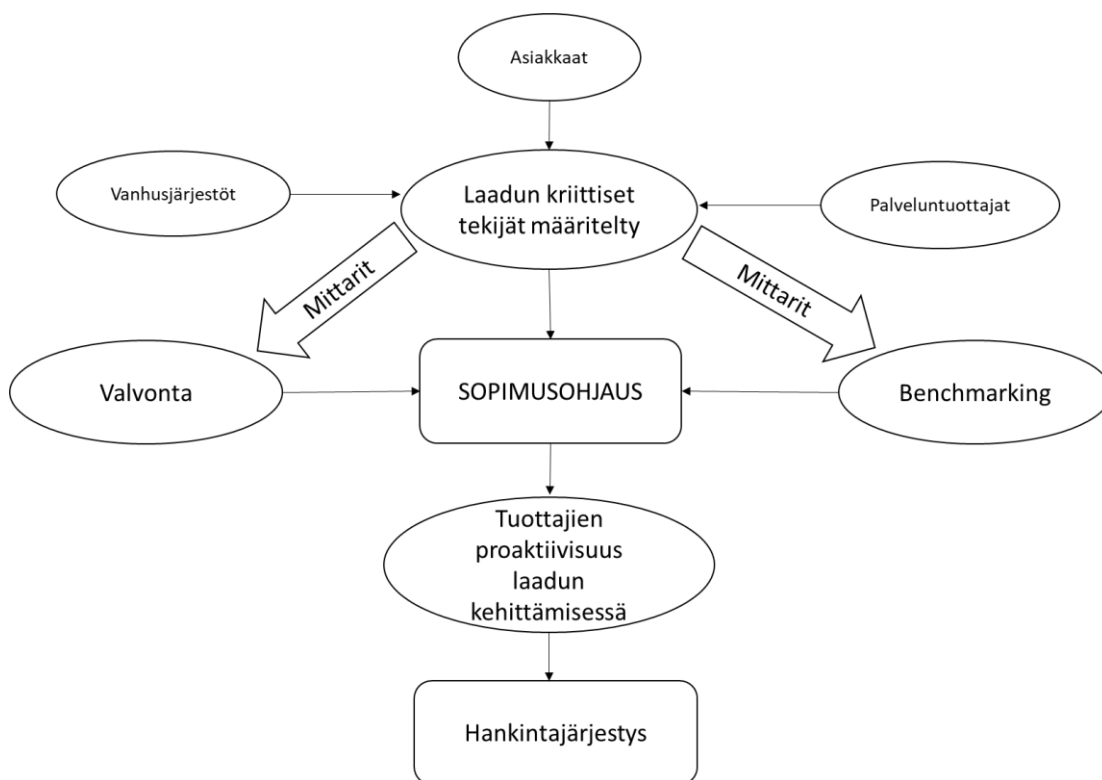 Asiakkaat
Vanhusjärjestöt
Laadun kriittiset
tekijät määritelty
Palveluntuottajat
Mittarit
Mittarit
Valvonta
SOPIMUSOHJAUS
Benchmarking
Tuottajien
proaktiivisuus
laadun
kehittämisessä
Hankintajärjestys